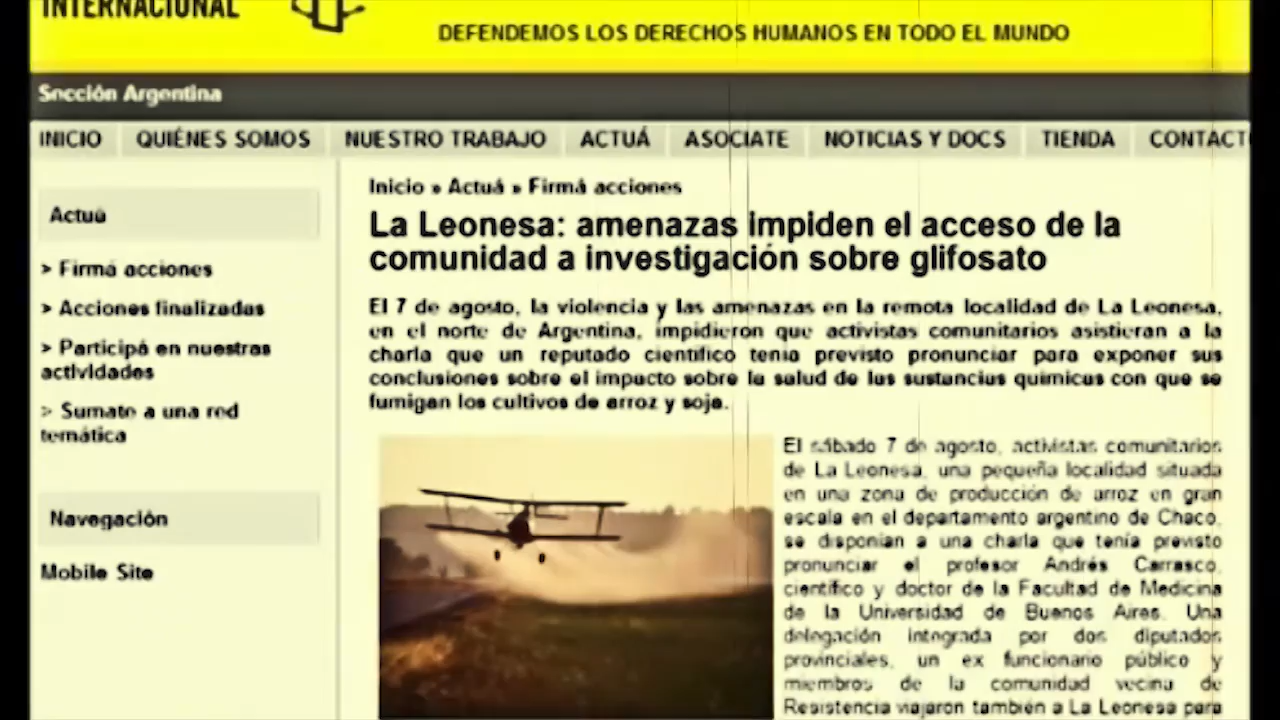 INTERNACIONAL
DEFENDEMOS LOS DERECHOS HUMANOS EN TODO EL MUNDO
Sección Argentina
INICIO QUIÉNES SOMOS NUESTRO TRABAJO ACTUÁ ASOCIATE NOTICIAS Y DOCS TIENDA CONTACT
Inicio » Actuá » Firmá acciones
Actuá
> Firmá acciones
> Acciones finalizadas
> Participá en nuestras
actividades
> Sumate a una red
temática
Navegación
Mobile Site
La Leonesa: amenazas impiden el acceso de la
comunidad a investigación sobre glifosato
El 7 de agosto, la violencia y las amenazas en la remota localidad de La Leonesa,
en el norte de Argentina, impidieron que activistas comunitarios asistieran a la
charla que un reputado científico tenía previsto pronunciar para exponer sus
conclusiones sobre el impacto sobre la salud de las sustancias químicas con que se
fumigan los cultivos de arroz y soja.
El sábado 7 de agosto, activistas comunitarios
de La Leonesa, una pequeña localidad situada
en una zona de producción de arroz en gran
escala en el departamento argentino de Chaco,
se disponían a una charla que tenía previsto
pronunciar el profesor Andrés Carrasco,
científico y doctor de la Facultad de Medicina
de la Universidad de Buenos Aires. Una
delegación integrada por dos diputados
provinciales, un ex funcionario público y
miembros de la comunidad vecina de
Resistencia viajaron también a La Leonesa para